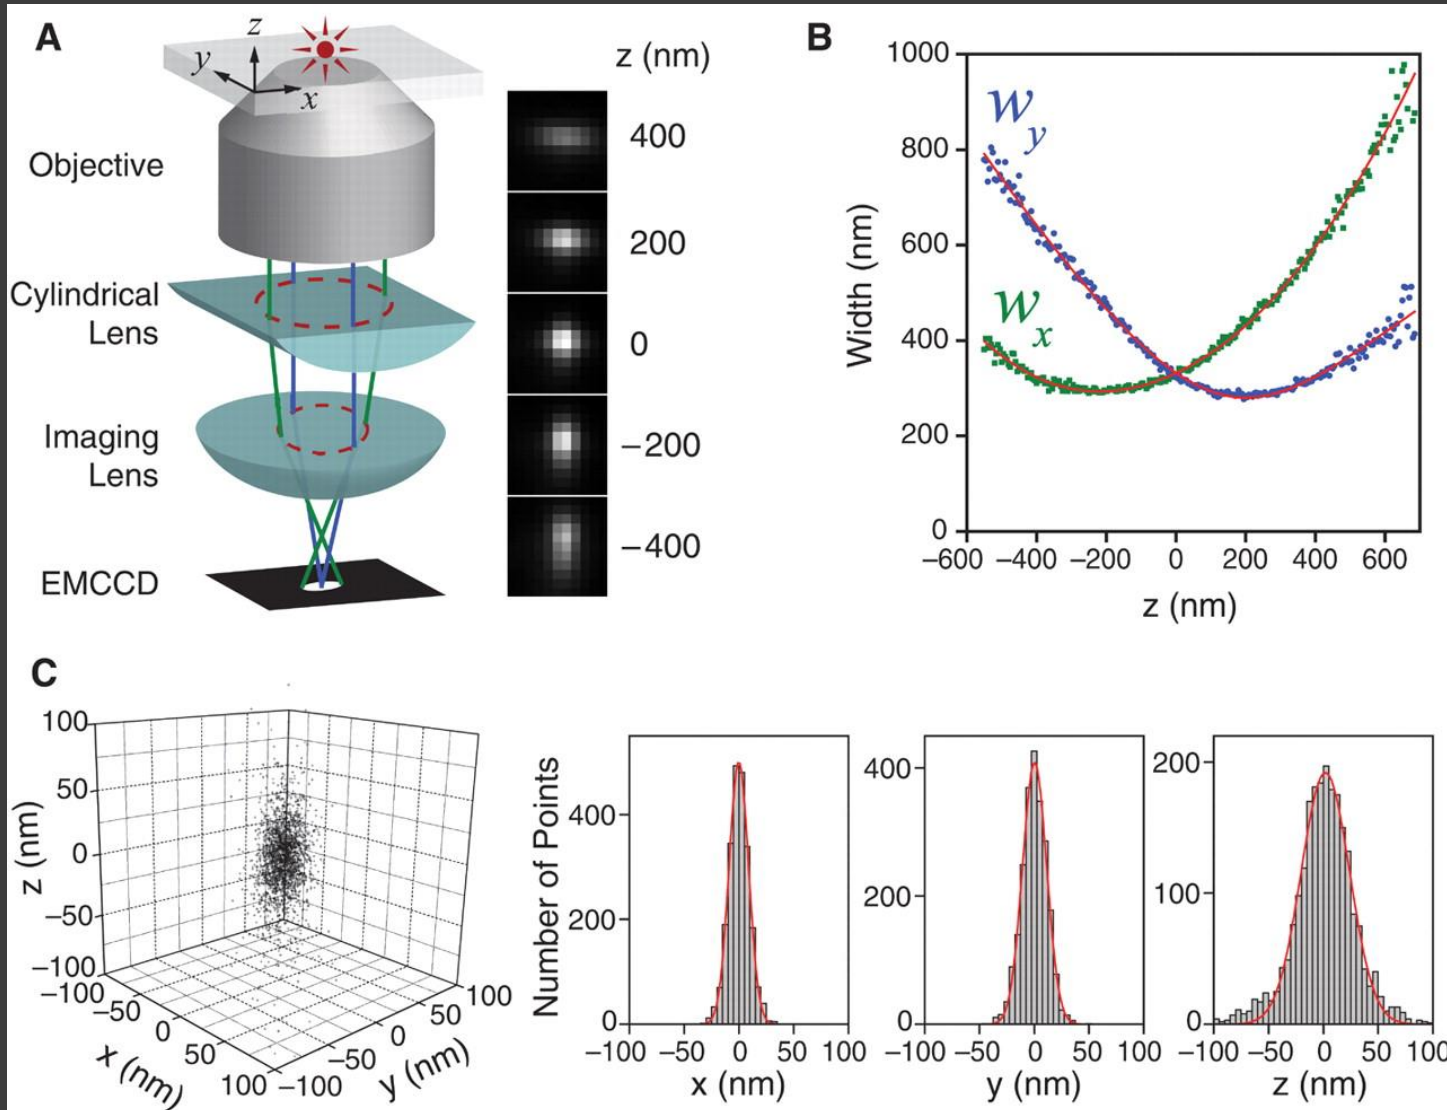 A
z
y
x
Objective
Cylindrical
Lens
Imaging
Lens
EMCCD
z (nm)
400
200
0
−200
−400
B
1000
800
600
400
200
0
Width (nm)
wy
wx
−600 −400 −200 0 200 400 600
z (nm)
C
100
50
0
−50
−100
z (nm)
−100
−50
0
50
100
x (nm)
−100
−50
0
50
100
y (nm)
Number of Points
400
200
0
−100 −50 0 50 100
x (nm)
400
200
0
−100 −50 0 50 100
y (nm)
200
100
0
−100 −50 0 50 100
z (nm)